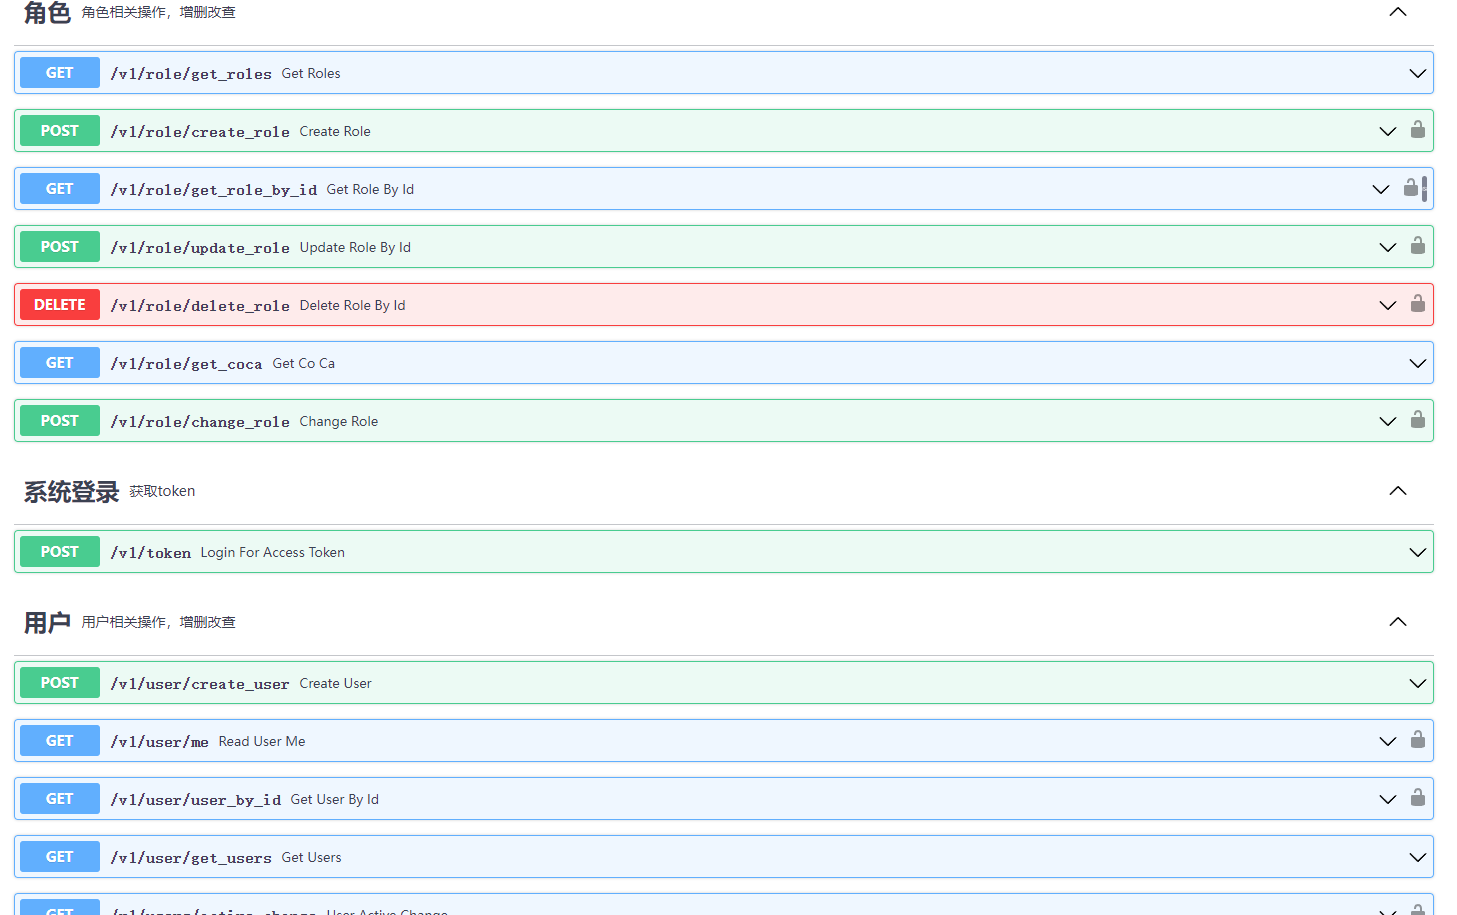 角色 角色相关操作，增删改查
GET /v1/role/get_roles Get Roles
POST /v1/role/create_role Create Role
GET /v1/role/get_role_by_id Get Role By Id
POST /v1/role/update_role Update Role By Id
DELETE /v1/role/delete_role Delete Role By Id
GET /v1/role/get_coca Get Co Ca
POST /v1/role/change_role Change Role
系统登录 获取token
POST /v1/token Login For Access Token
用户 用户相关操作，增删改查
POST /v1/user/create_user Create User
GET /v1/user/me Read User Me
GET /v1/user/user_by_id Get User By Id
GET /v1/user/get_users Get Users
GET User Active Change